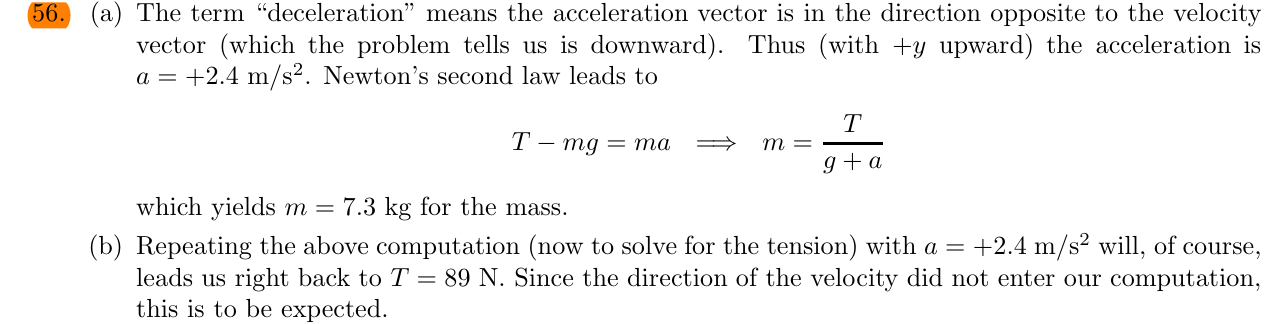 56. (a) The term “deceleration” means the acceleration vector is in the direction opposite to the velocity
vector (which the problem tells us is downward). Thus (with +y upward) the acceleration is
a = +2.4 m/s². Newton’s second law leads to
T − mg = ma ⟹ m = T / (g + a)
which yields m = 7.3 kg for the mass.
(b) Repeating the above computation (now to solve for the tension) with a = +2.4 m/s² will, of course,
leads us right back to T = 89 N. Since the direction of the velocity did not enter our computation,
this is to be expected.